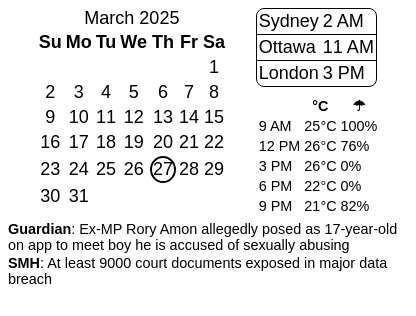 March 2025
Su Mo Tu We Th Fr Sa
1
2 3 4 5 6 7 8
9 10 11 12 13 14 15
16 17 18 19 20 21 22
23 24 25 26 27 28 29
30 31
Sydney 2 AM
Ottawa 11 AM
London 3 PM
°C ☂
9 AM 25°C 100%
12 PM 26°C 76%
3 PM 26°C 0%
6 PM 22°C 0%
9 PM 21°C 82%
Guardian: Ex-MP Rory Amon allegedly posed as 17-year-old
on app to meet boy he is accused of sexually abusing
SMH: At least 9000 court documents exposed in major data
breach